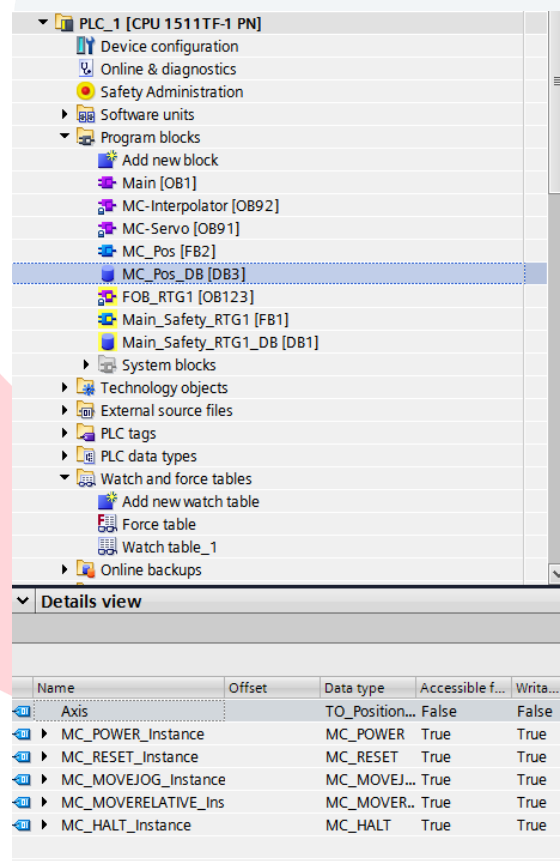 PLC_1 [CPU 1511TF-1 PN]
Device configuration
Online & diagnostics
Safety Administration
Software units
Program blocks
Add new block
Main [OB1]
MC-Interpolator [OB92]
MC-Servo [OB91]
MC_Pos [FB2]
MC_Pos_DB [DB3]
FOB_RTG1 [OB123]
Main_Safety_RTG1 [FB1]
Main_Safety_RTG1_DB [DB1]
System blocks
Technology objects
External source files
PLC tags
PLC data types
Watch and force tables
Add new watch table
Force table
Watch table_1
Online backups
Details view
Name Offset Data type Accessible f... Writa...
Axis TO_Position... False False
MC_POWER_Instance MC_POWER True True
MC_RESET_Instance MC_RESET True True
MC_MOVEJOG_Instance MC_MOVEJ... True True
MC_MOVERELATIVE_Ins MC_MOVER.. True True
MC_HALT_Instance MC_HALT True True